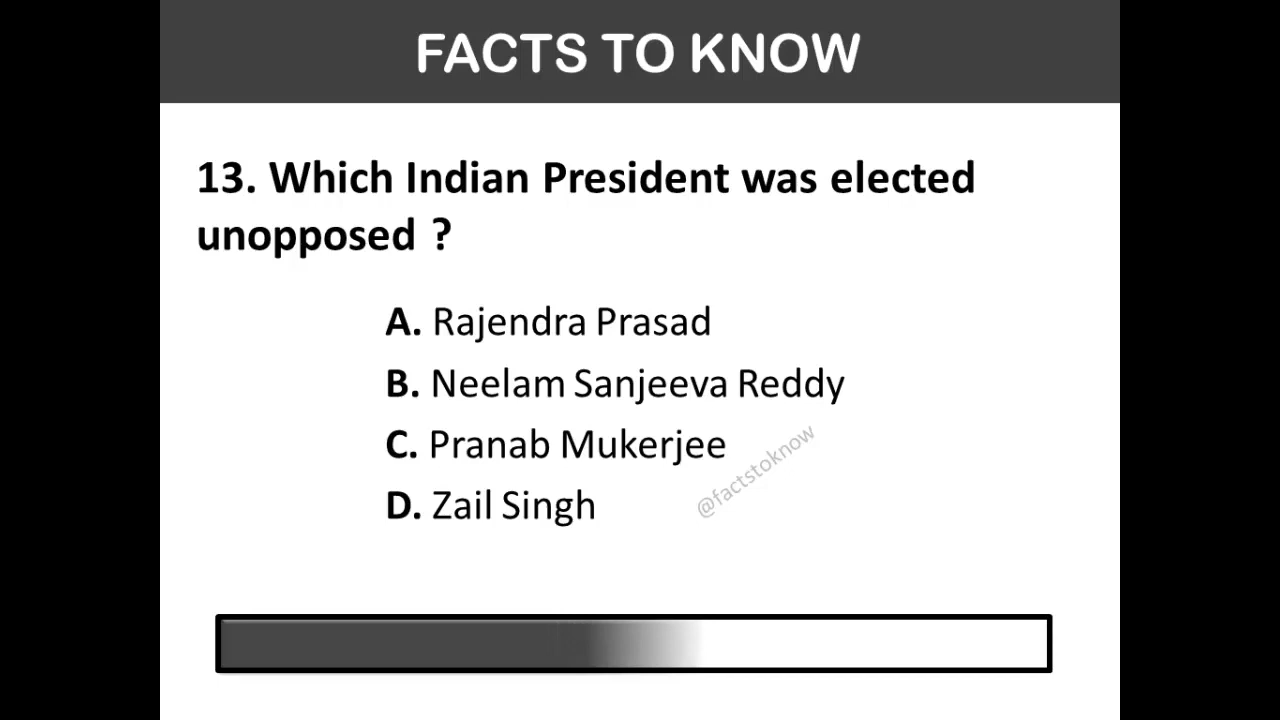 FACTS TO KNOW
13. Which Indian President was elected
unopposed ?
A. Rajendra Prasad
B. Neelam Sanjeeva Reddy
C. Pranab Mukerjee
D. Zail Singh
@factstoknow